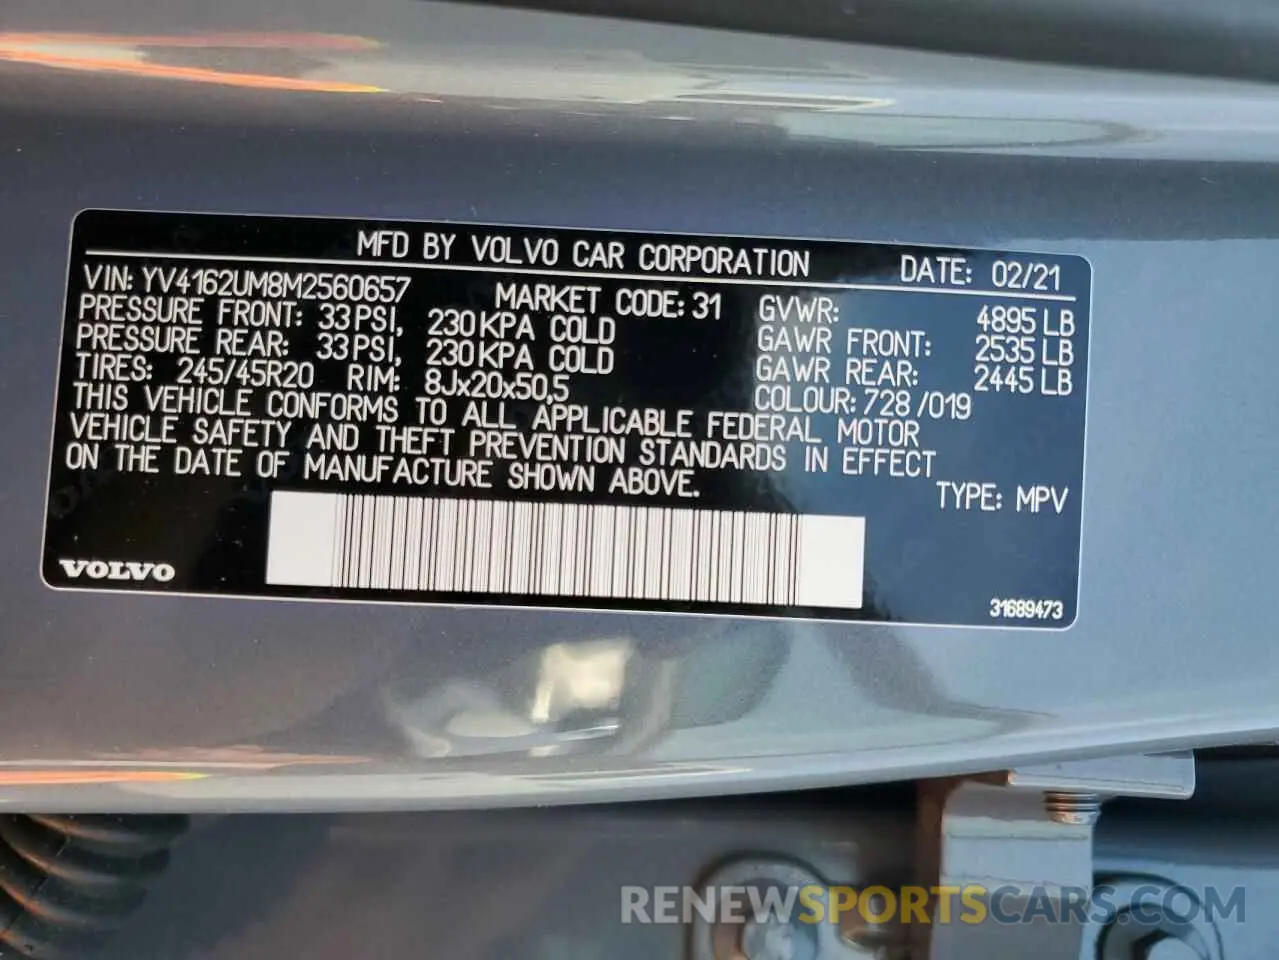 MFD BY VOLVO CAR CORPORATION DATE: 02/21
VIN: YV4162UM8M2560657 MARKET CODE: 31 GVWR: 4895 LB
PRESSURE FRONT: 33 PSI, 230 KPA COLD GAWR FRONT: 2535 LB
PRESSURE REAR: 33 PSI, 230 KPA COLD GAWR REAR: 2445 LB
TIRES: 245/45R20 RIM: 8Jx20x50,5 COLOUR: 728 /019
THIS VEHICLE CONFORMS TO ALL APPLICABLE FEDERAL MOTOR
VEHICLE SAFETY AND THEFT PREVENTION STANDARDS IN EFFECT
ON THE DATE OF MANUFACTURE SHOWN ABOVE.
TYPE: MPV
VOLVO
31689473
RENEWSPORTSCARS.COM